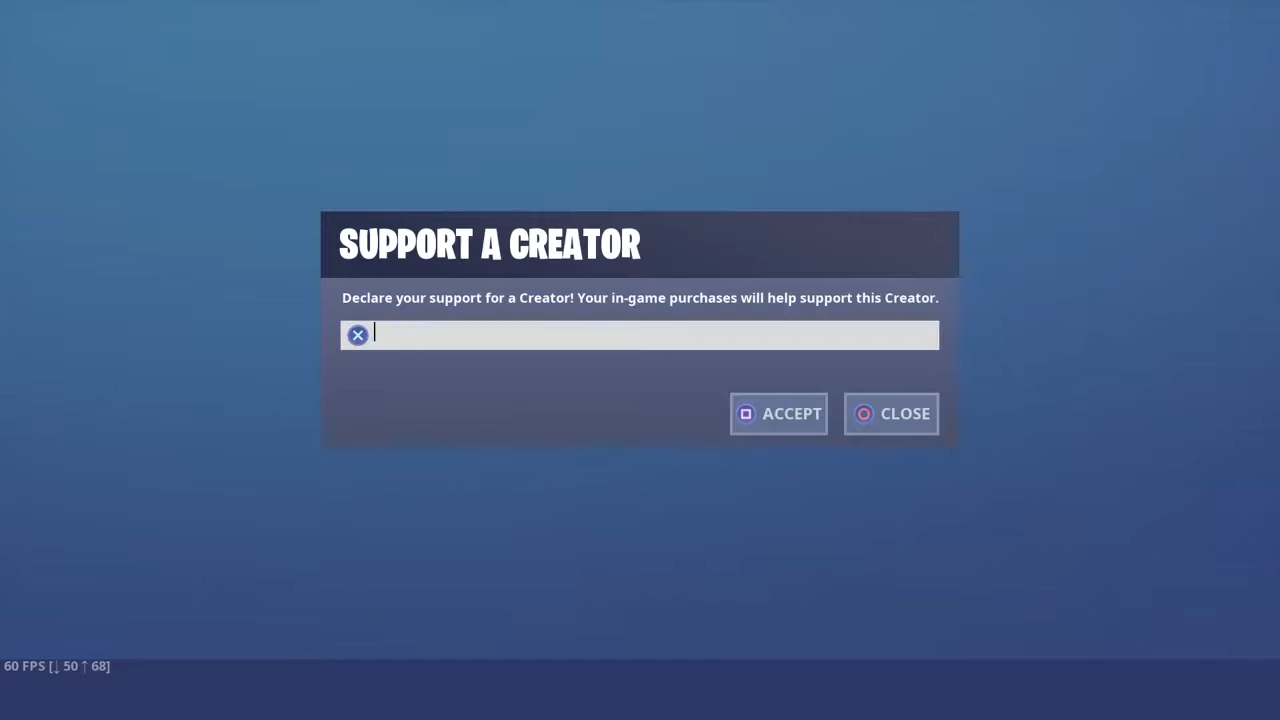 SUPPORT A CREATOR
Declare your support for a Creator! Your in-game purchases will help support this Creator.
ACCEPT CLOSE
60 FPS [↓ 50 ↑ 68]